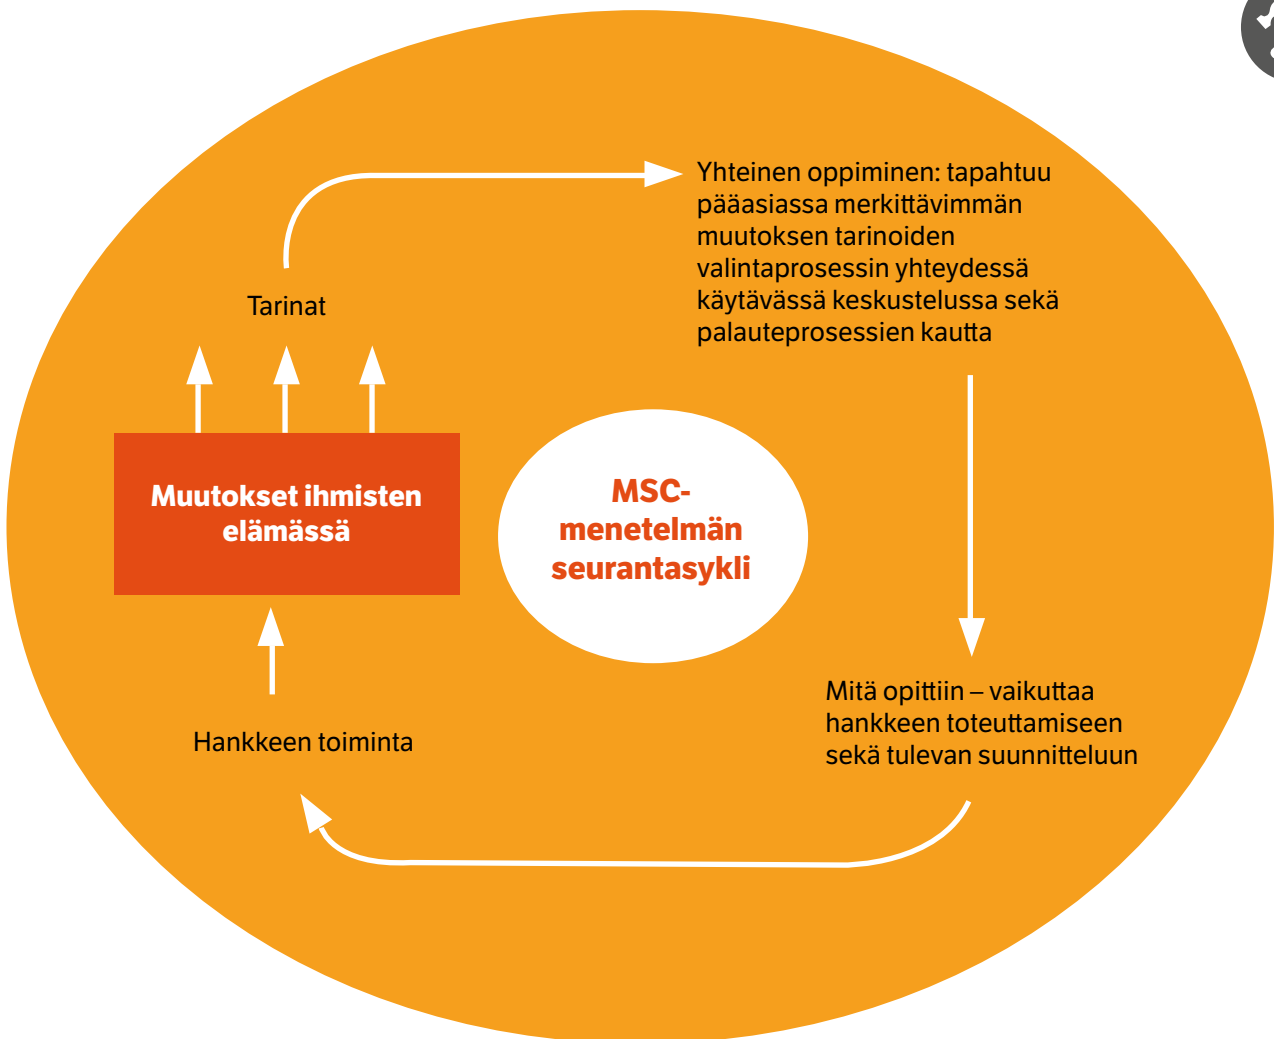 Yhteinen oppiminen: tapahtuu
pääasiassa merkittävimmän
muutoksen tarinoiden
valintaprosessin yhteydessä
käytävässä keskustelussa sekä
palauteprosessien kautta
Tarinat
Muutokset ihmisten
elämässä
MSC-
menetelmän
seurantasykli
Mitä opittiin – vaikuttaa
hankkeen toteuttamiseen
sekä tulevan suunnitteluun
Hankkeen toiminta